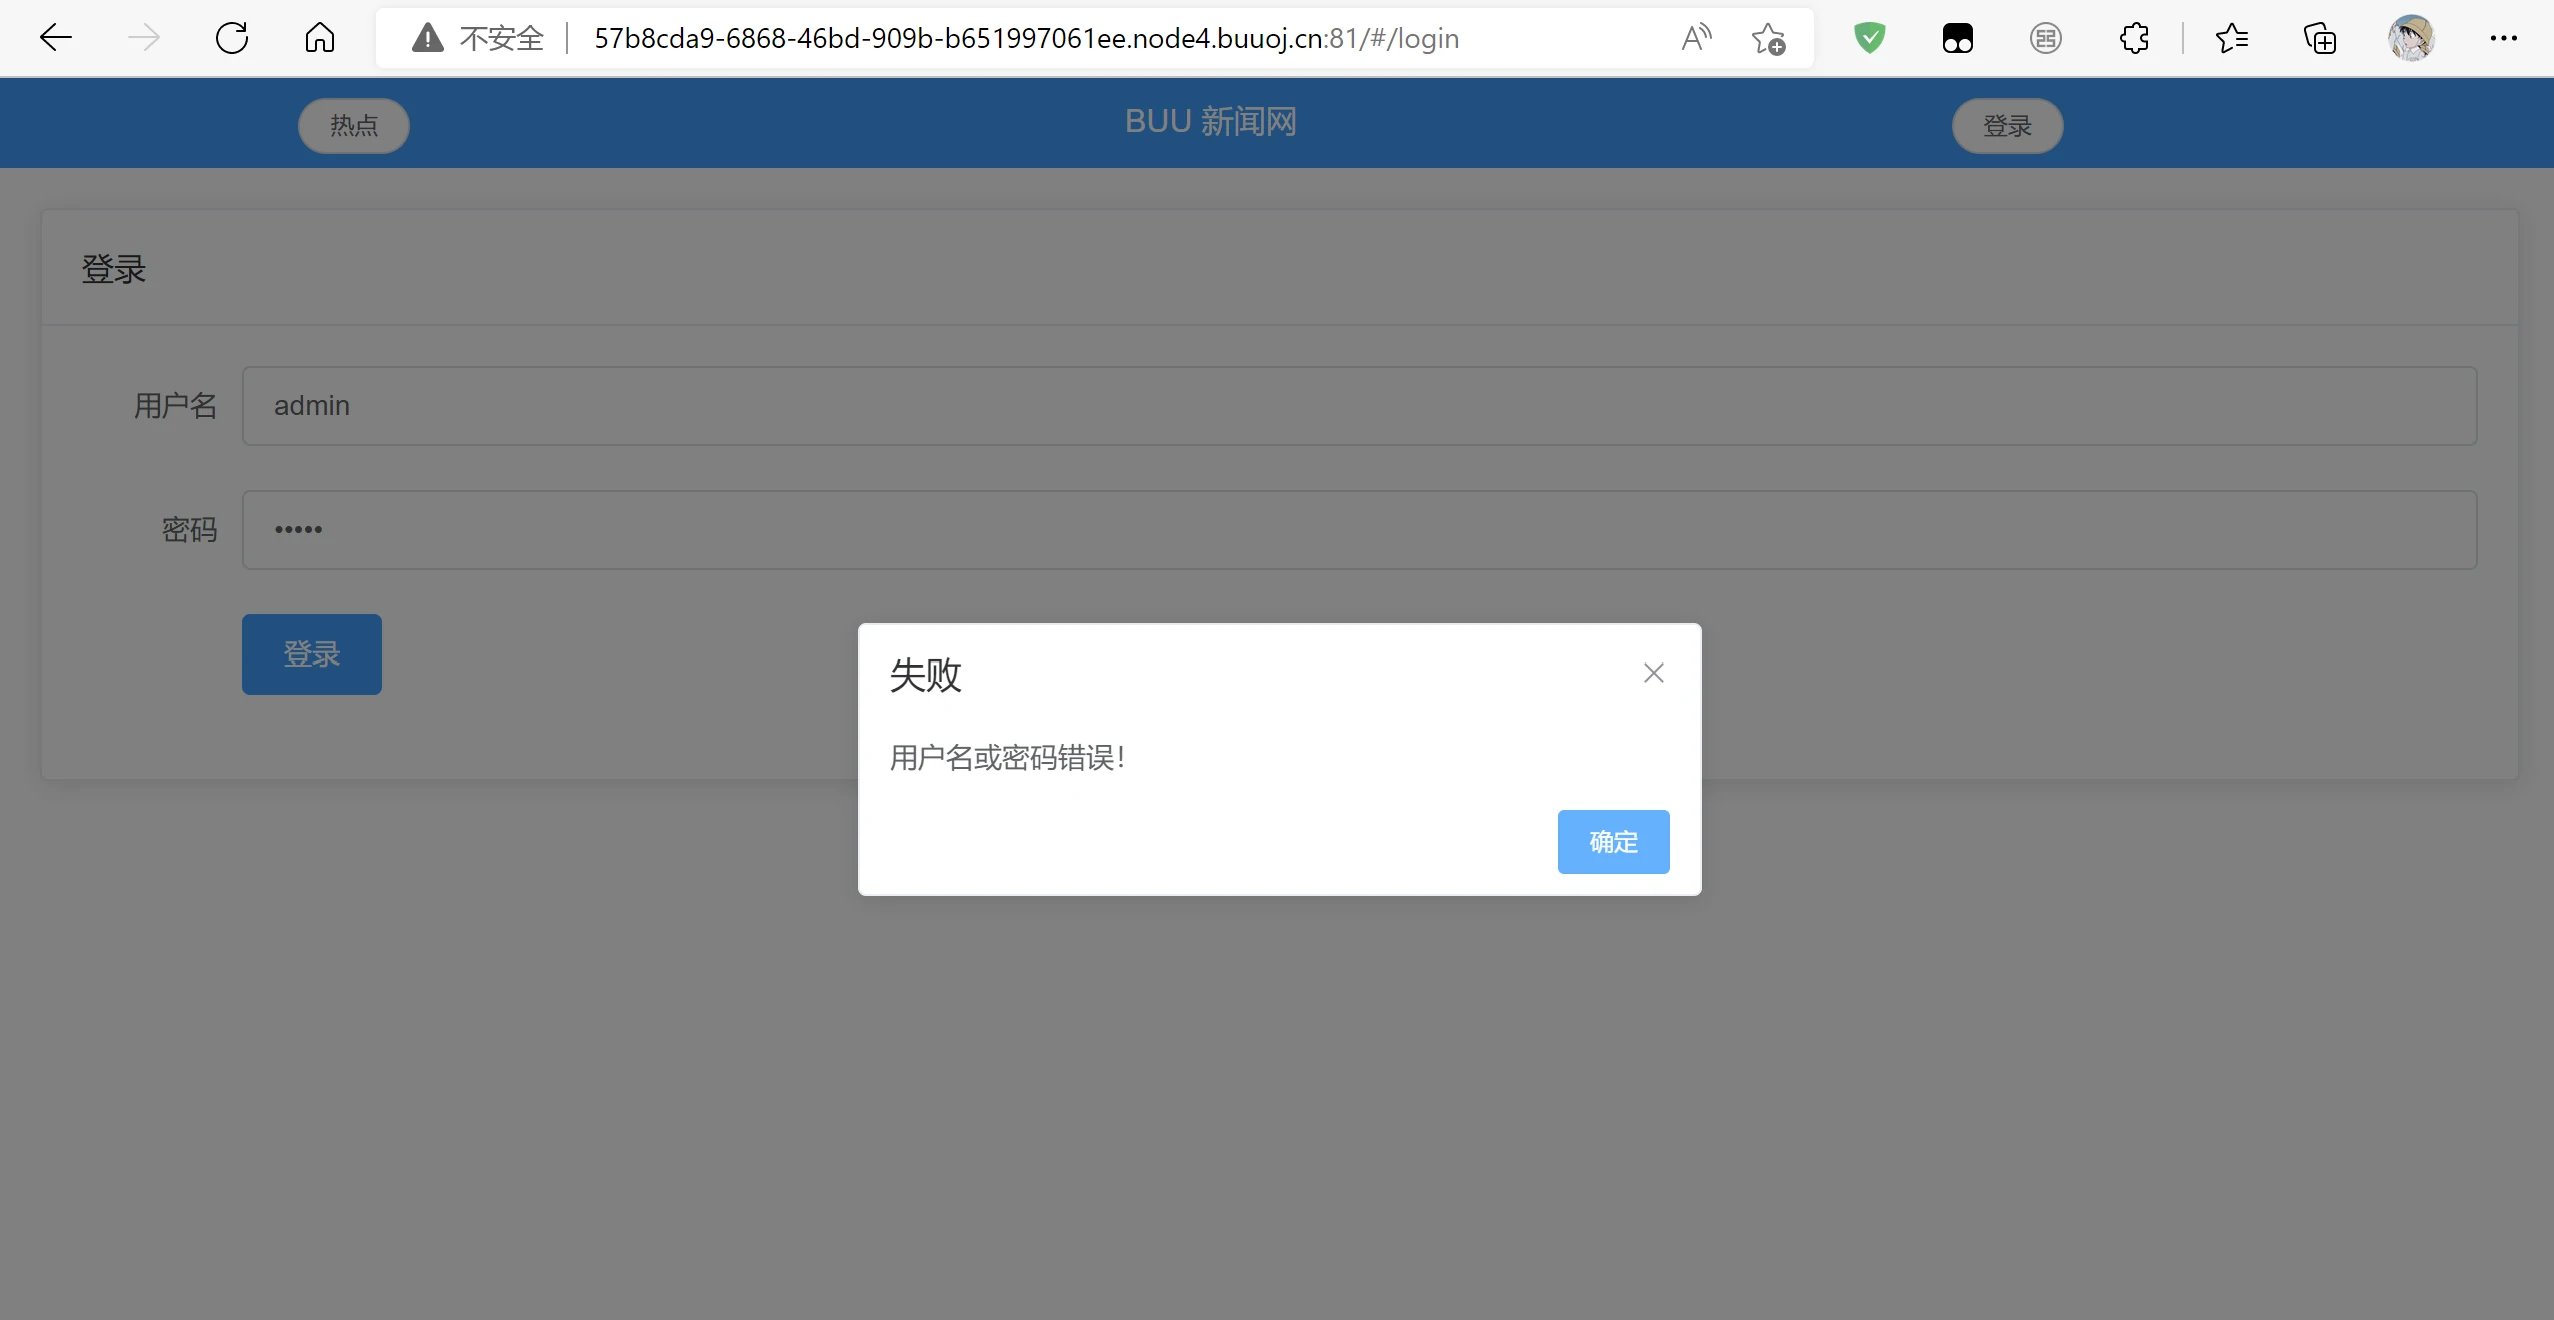 不安全 57b8cda9-6868-46bd-909b-b651997061ee.node4.buuoj.cn:81/#/login
热点 BUU 新闻网 登录
登录
用户名 admin
密码 •••••
登录
失败
用户名或密码错误!
确定